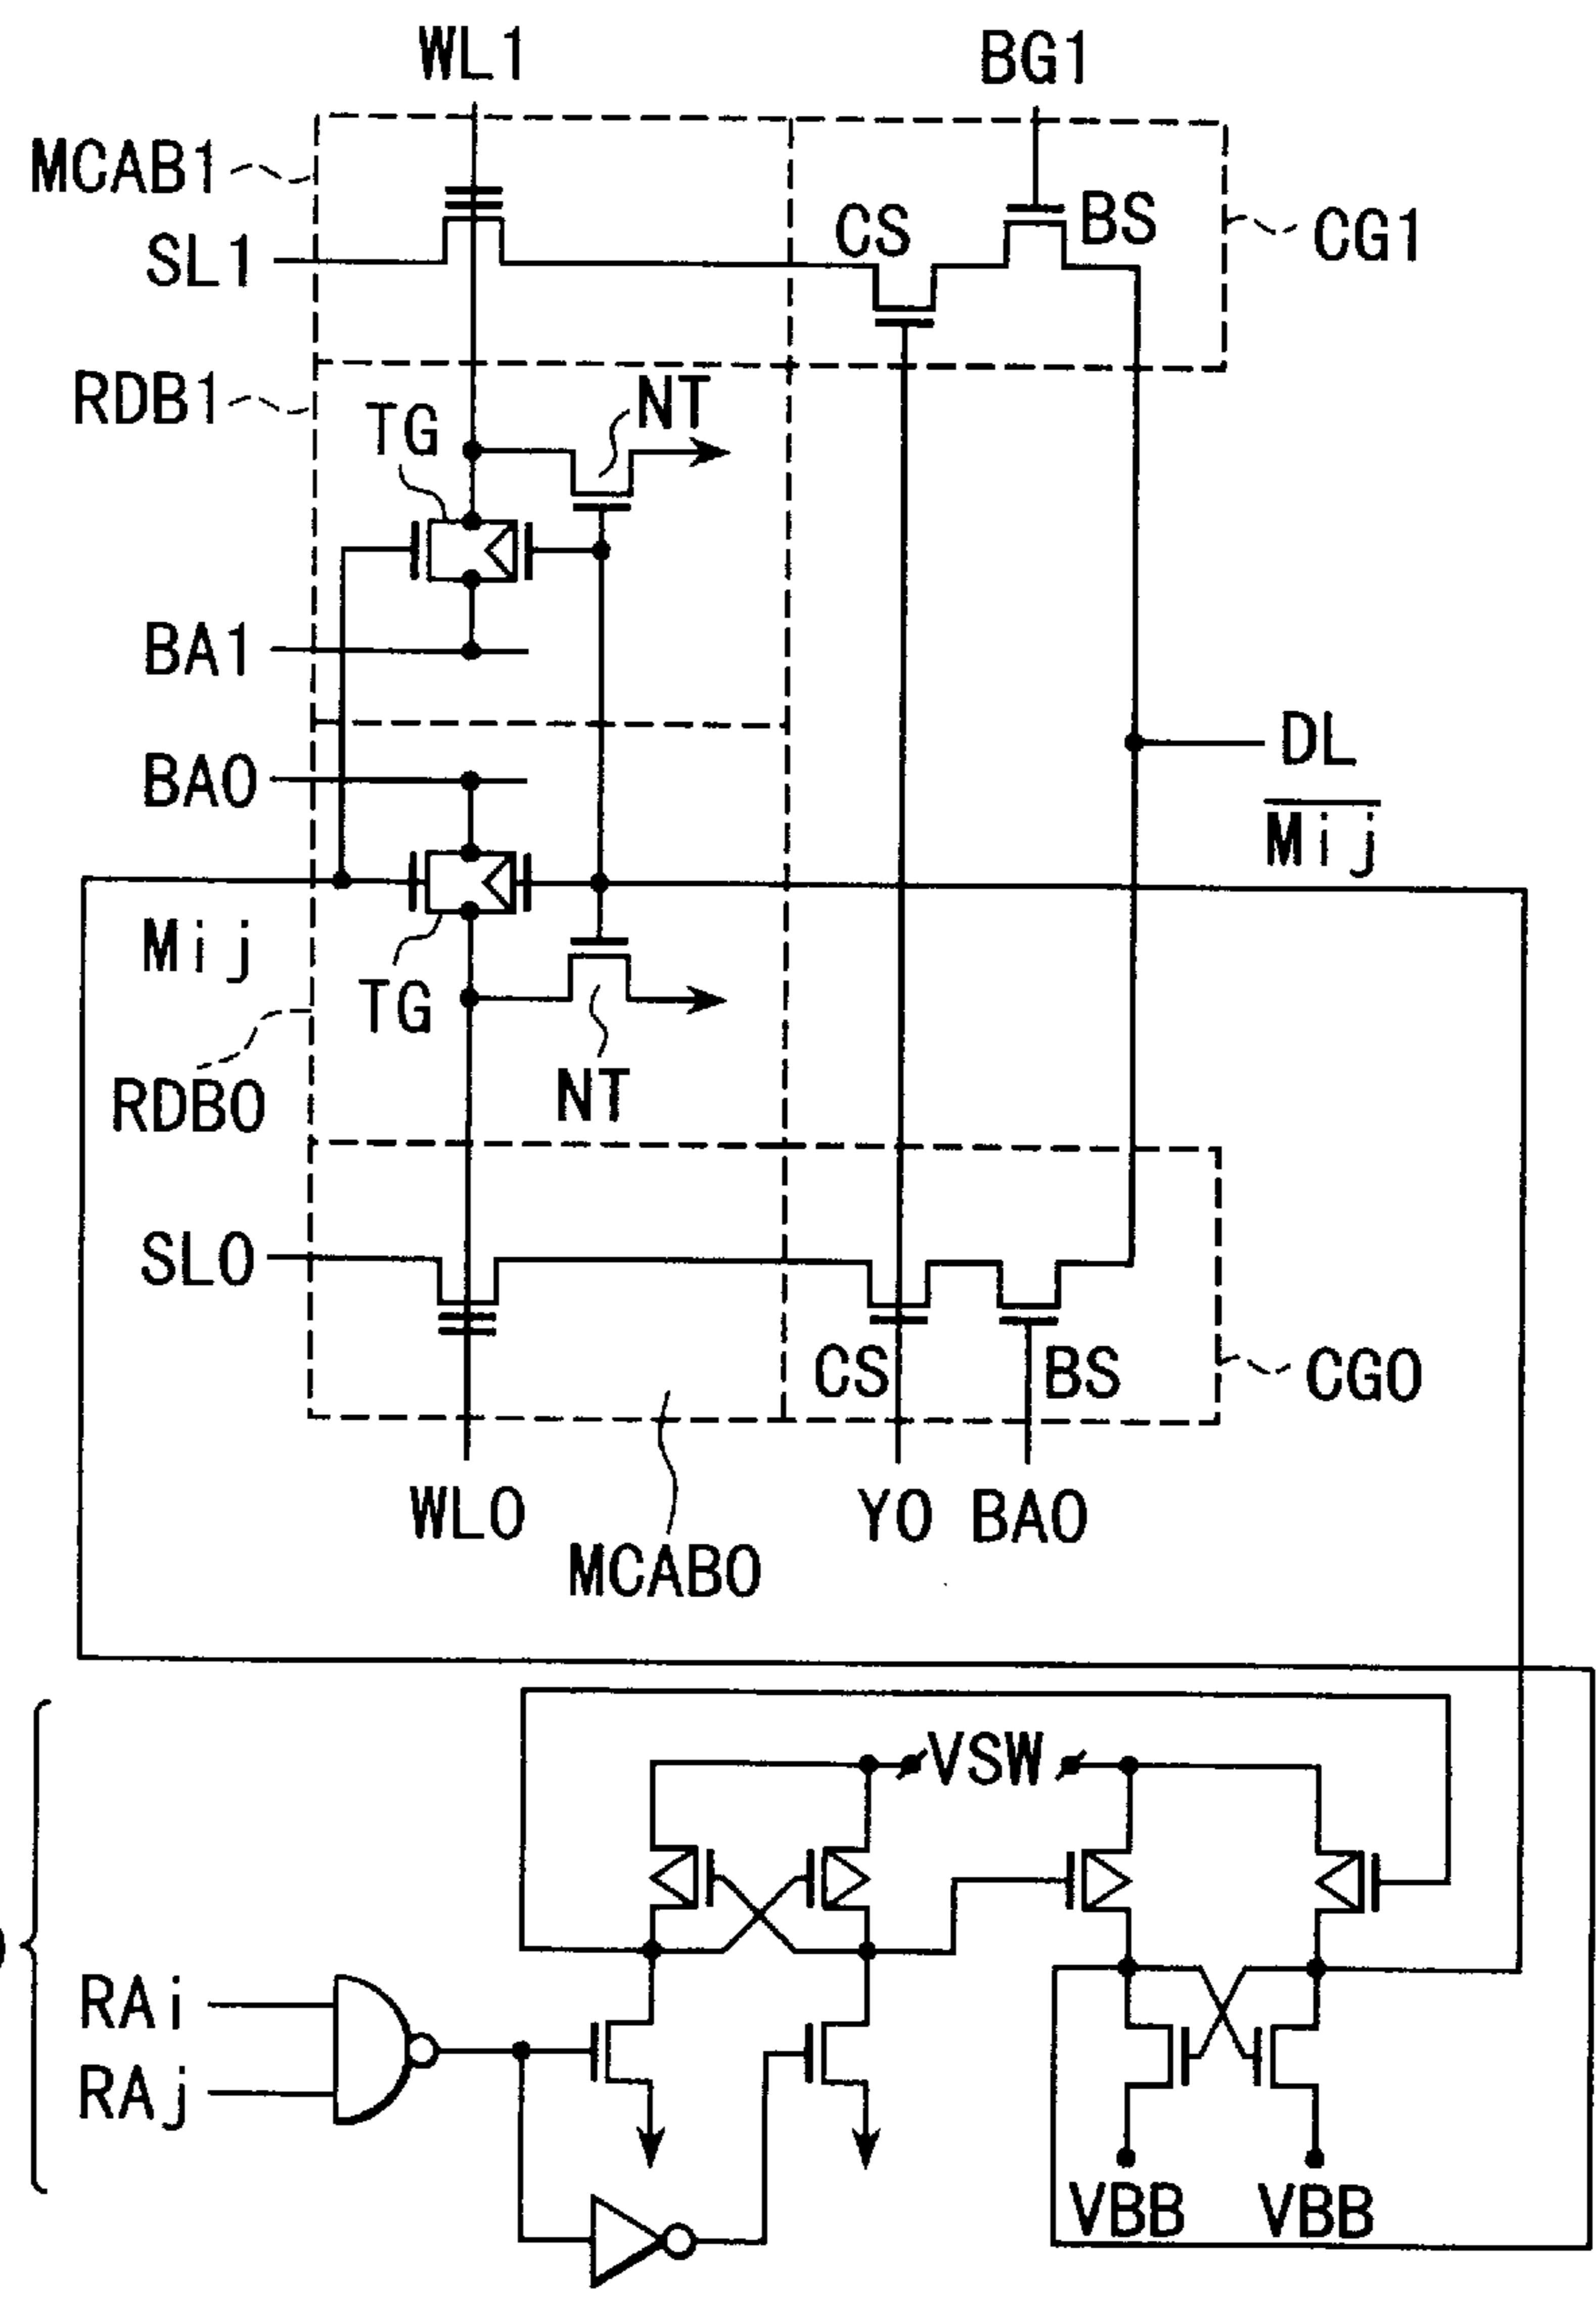 WL1
BG1
MCAB1
CS
BS
CG1
SL1
RDB1
TG
NT
BA1
DL
BA0
M̅i̅j̅
Mij
TG
NT
RDB0
SL0
CS
BS
CG0
WL0
Y0
BA0
MCAB0
VSW
RAi
RAj
VBB
VBB